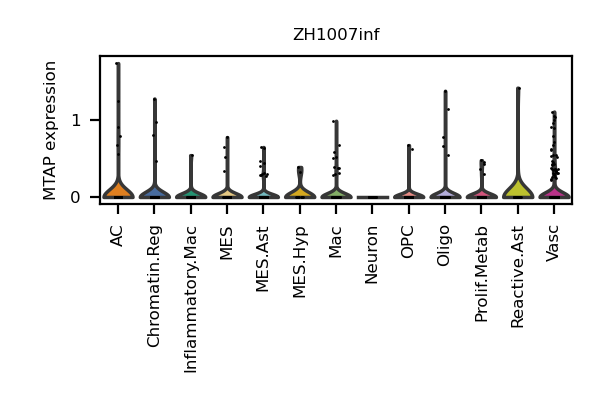 ZH1007inf
MTAP expression
1
0
AC
Chromatin.Reg
Inflammatory.Mac
MES
MES.Ast
MES.Hyp
Mac
Neuron
OPC
Oligo
Prolif.Metab
Reactive.Ast
Vasc